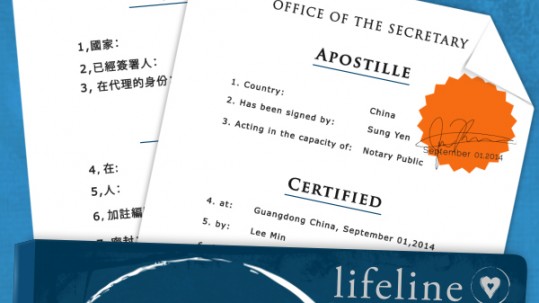 1,國家：
2,已經簽署人：
3, 在代理的身份
4,在:
5,人:
6, 加註編
OFFICE OF THE SECRETARY
APOSTILLE
1. Country: China
2. Has been signed by: Sung Yen
3. Acting in the capacity of: Notary Public
September 01,2014
CERTIFIED
4. at: Guangdong China, September 01,2014
5. by: Lee Min
lifeline